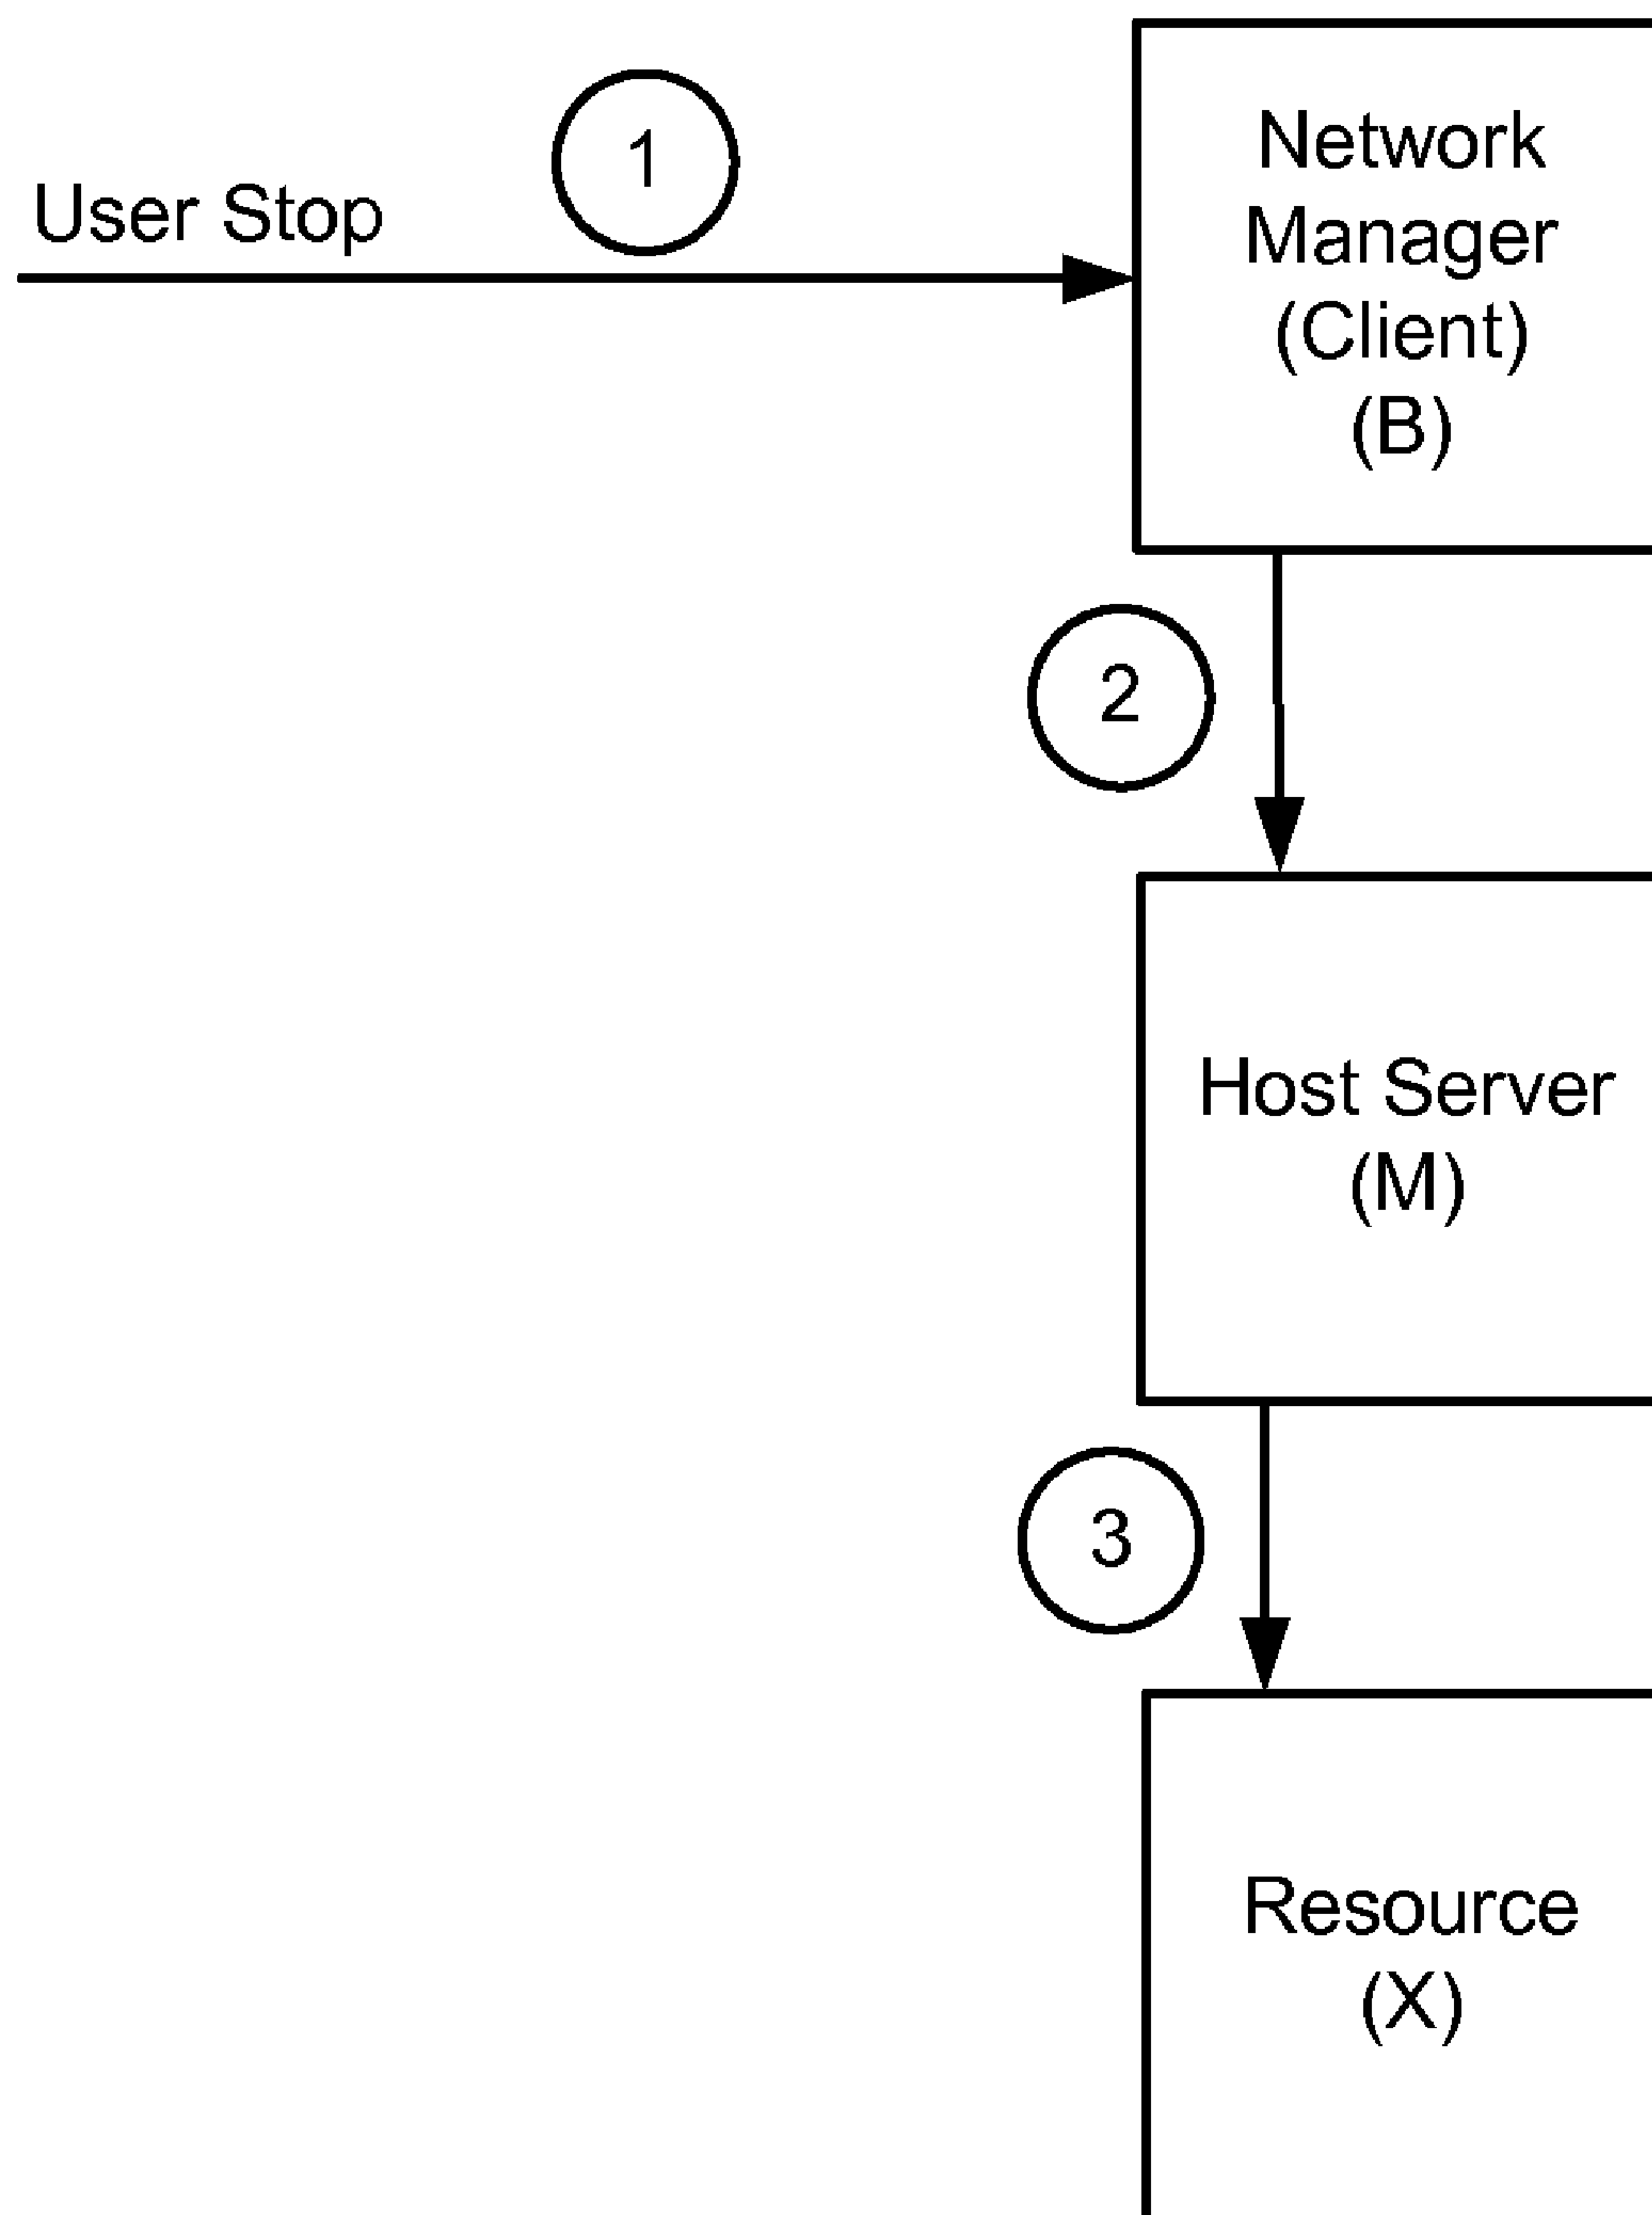 1
User Stop
Network
Manager
(Client)
(B)
2
Host Server
(M)
3
Resource
(X)